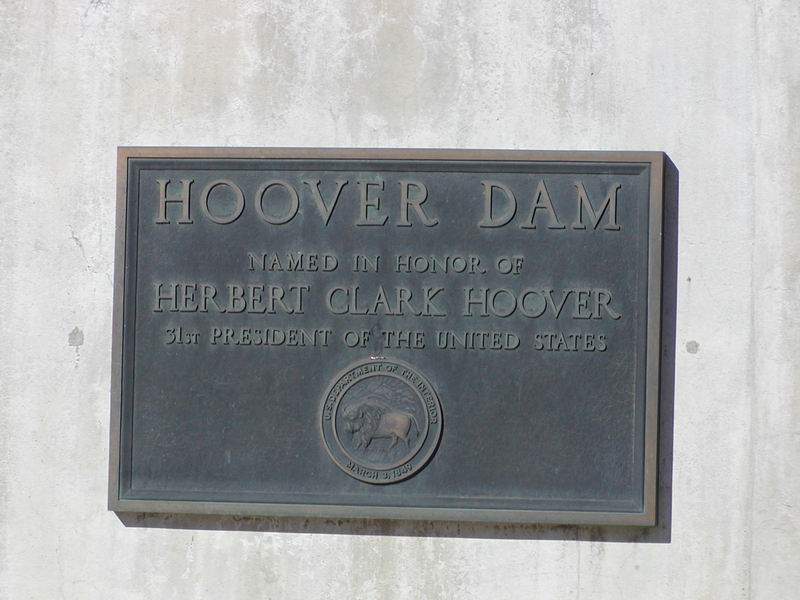 HOOVER DAM
NAMED IN HONOR OF
HERBERT CLARK HOOVER
31ST PRESIDENT OF THE UNITED STATES
U.S. DEPARTMENT OF THE INTERIOR
MARCH 3, 1849